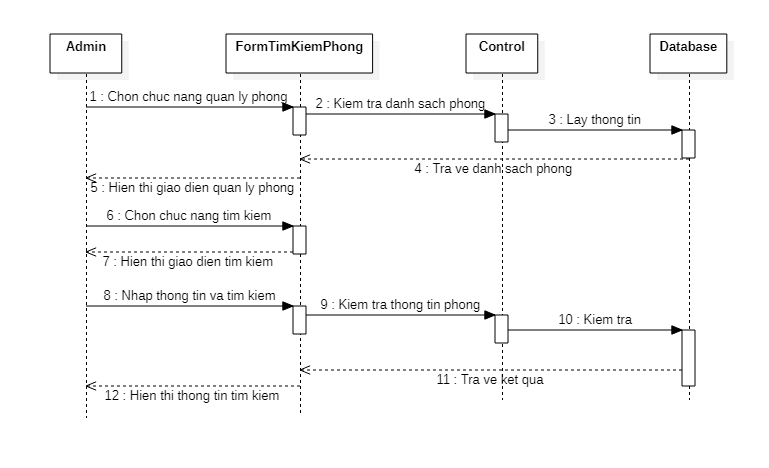 Admin
FormTimKiemPhong
Control
Database
1 : Chon chuc nang quan ly phong
2 : Kiem tra danh sach phong
3 : Lay thong tin
4 : Tra ve danh sach phong
5 : Hien thi giao dien quan ly phong
6 : Chon chuc nang tim kiem
7 : Hien thi giao dien tim kiem
8 : Nhap thong tin va tim kiem
9 : Kiem tra thong tin phong
10 : Kiem tra
11 : Tra ve ket qua
12 : Hien thi thong tin tim kiem